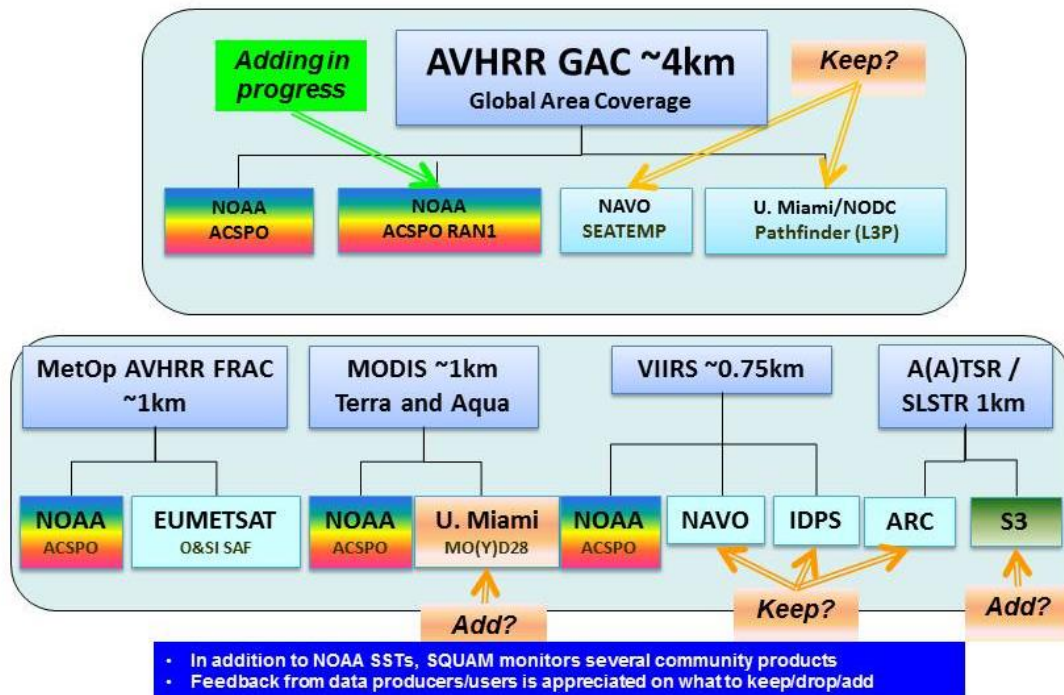 Adding in
progress
AVHRR GAC ~4km
Global Area Coverage
Keep?
NOAA
ACSPO
NOAA
ACSPO RAN1
NAVO
SEATEMP
U. Miami/NODC
Pathfinder (L3P)
MetOp AVHRR FRAC
~1km
MODIS ~1km
Terra and Aqua
VIIRS ~0.75km
A(A)TSR /
SLSTR 1km
NOAA
ACSPO
EUMETSAT
O&SI SAF
NOAA
ACSPO
U. Miami
MO(Y)D28
NOAA
ACSPO
NAVO
IDPS
ARC
S3
Add?
Keep?
Add?
• In addition to NOAA SSTs, SQUAM monitors several community products
• Feedback from data producers/users is appreciated on what to keep/drop/add